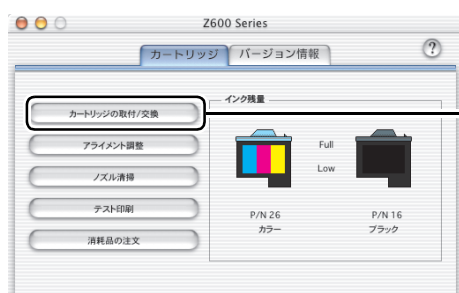 Z600 Series
カートリッジ
バージョン情報
?
カートリッジの取付/交換
アライメント調整
ノズル清掃
テスト印刷
消耗品の注文
インク残量
Full
Low
P/N 26
カラー
P/N 16
ブラック